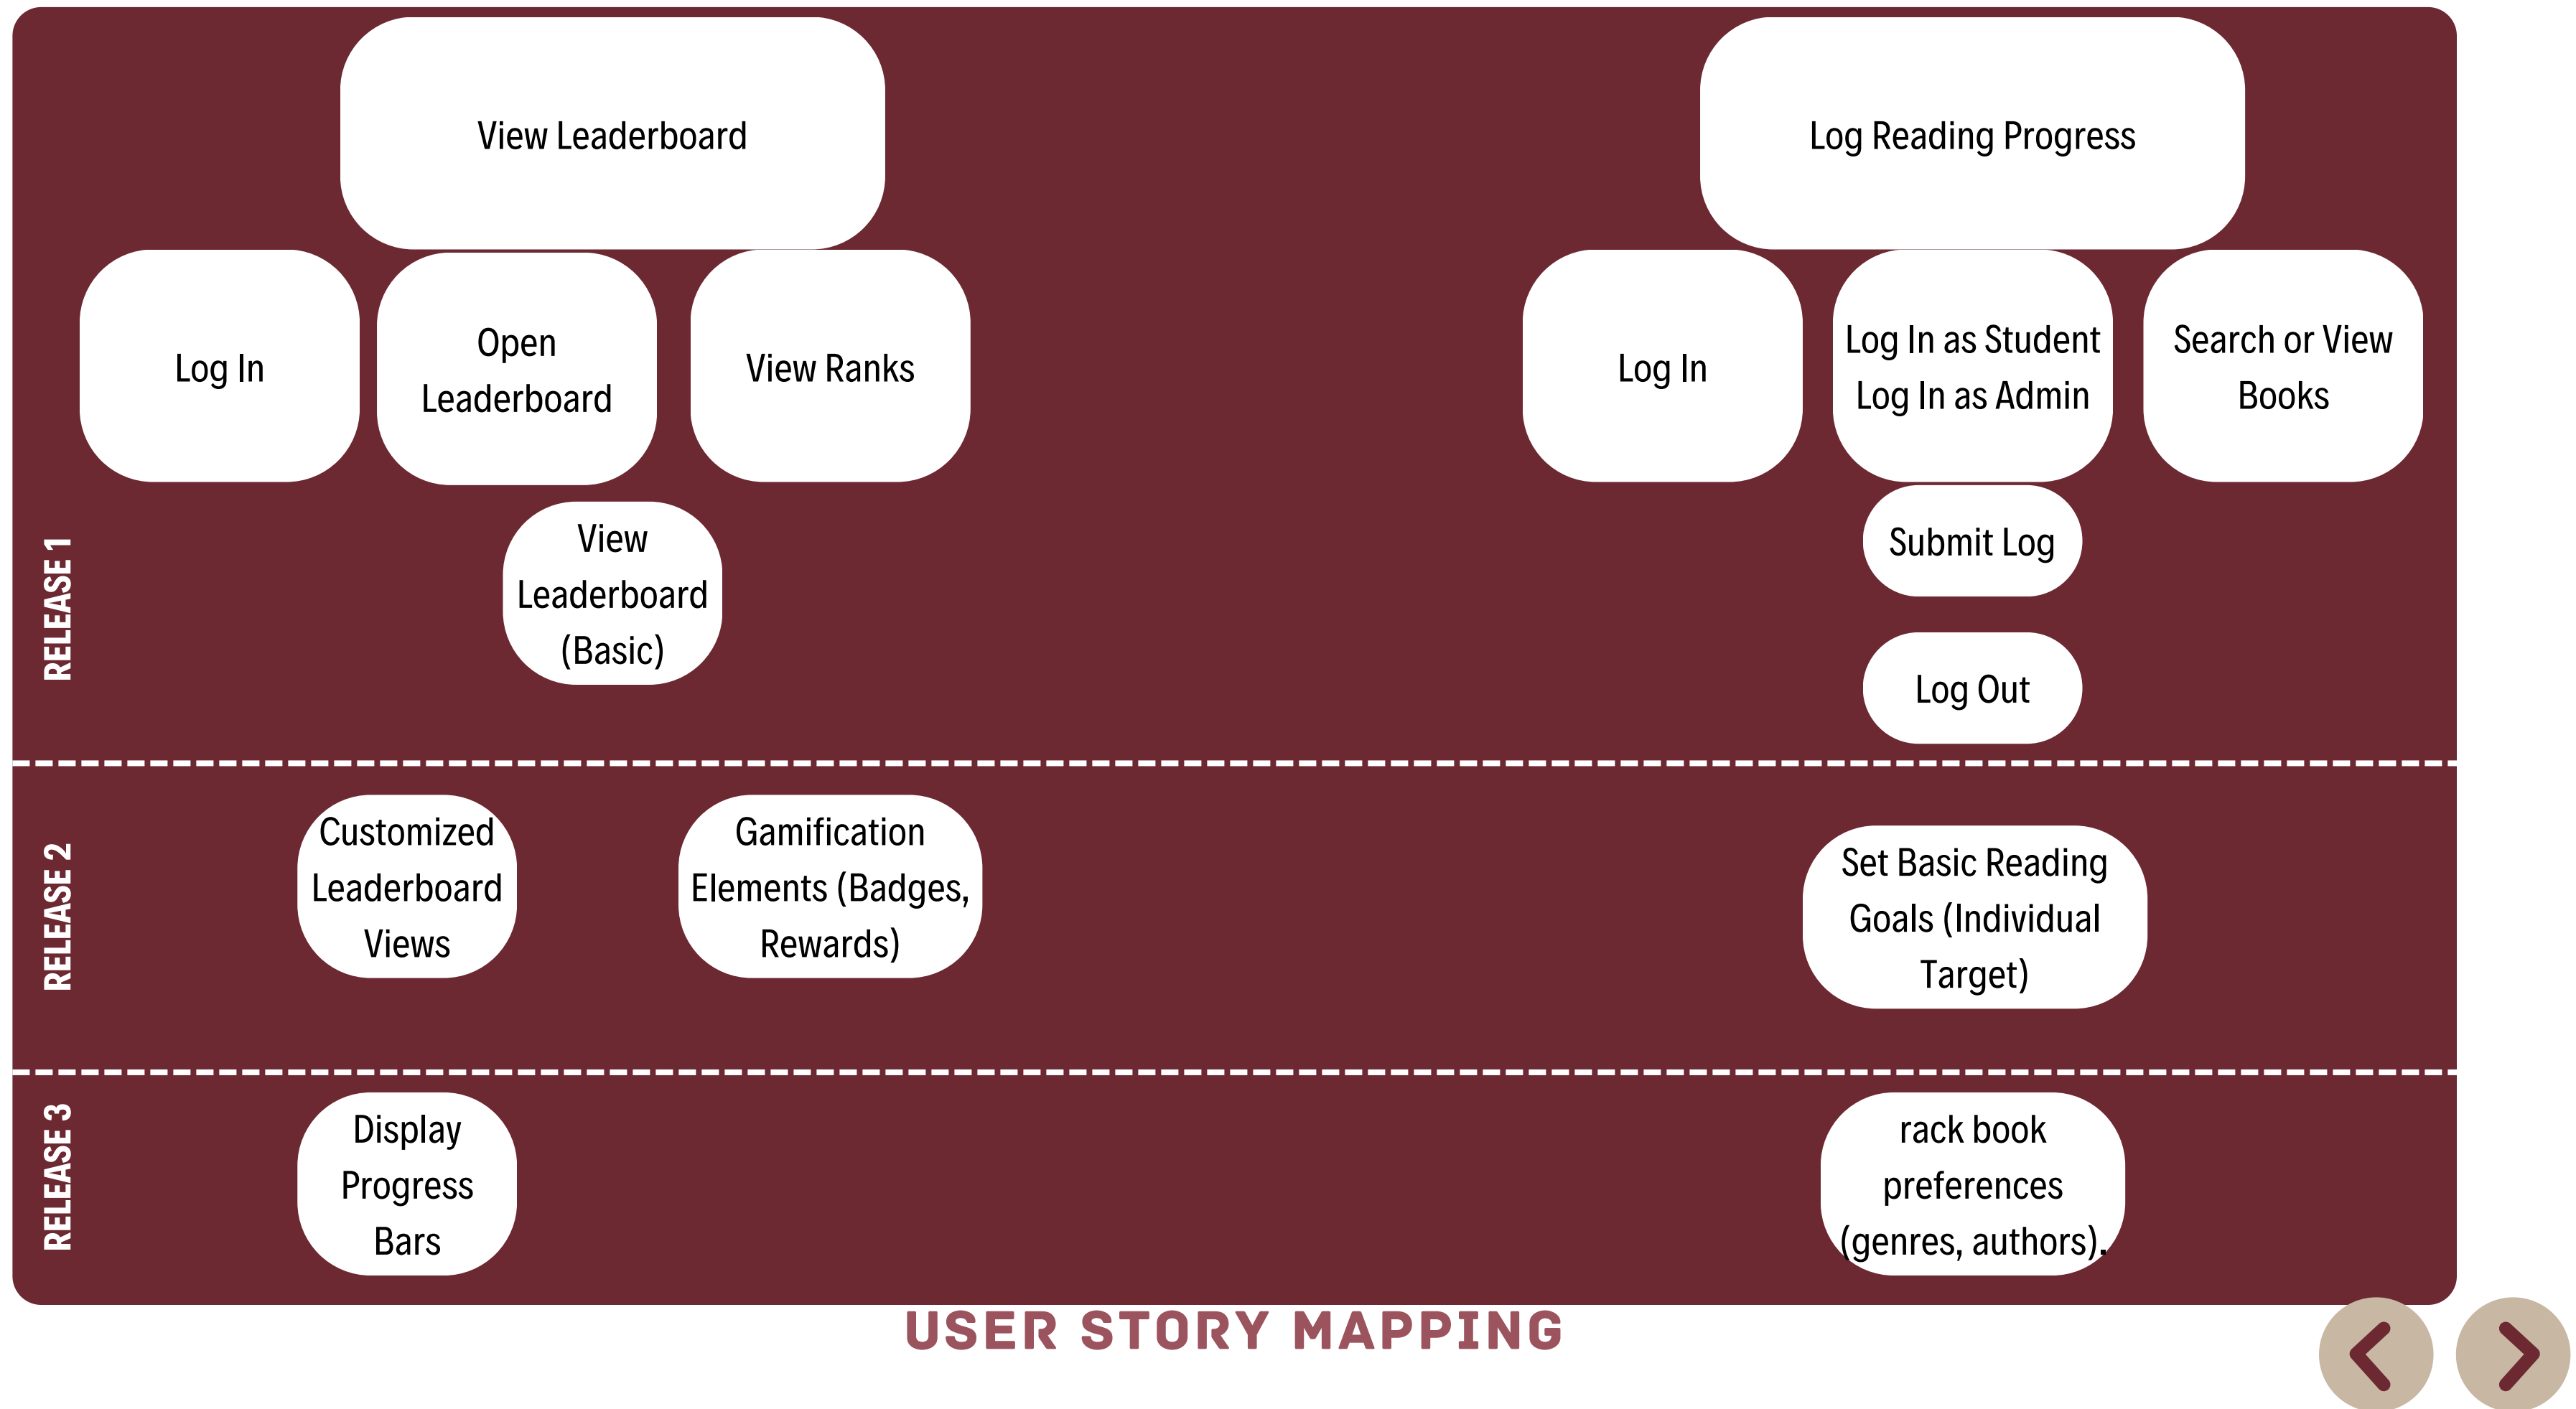 View Leaderboard
Log Reading Progress
Log In
Open
Leaderboard
View Ranks
Log In
Log In as Student
Log In as Admin
Search or View
Books
RELEASE 1
View
Leaderboard
(Basic)
Submit Log
Log Out
RELEASE 2
Customized
Leaderboard
Views
Gamification
Elements (Badges,
Rewards)
Set Basic Reading
Goals (Individual
Target)
RELEASE 3
Display
Progress
Bars
rack book
preferences
(genres, authors).
USER STORY MAPPING